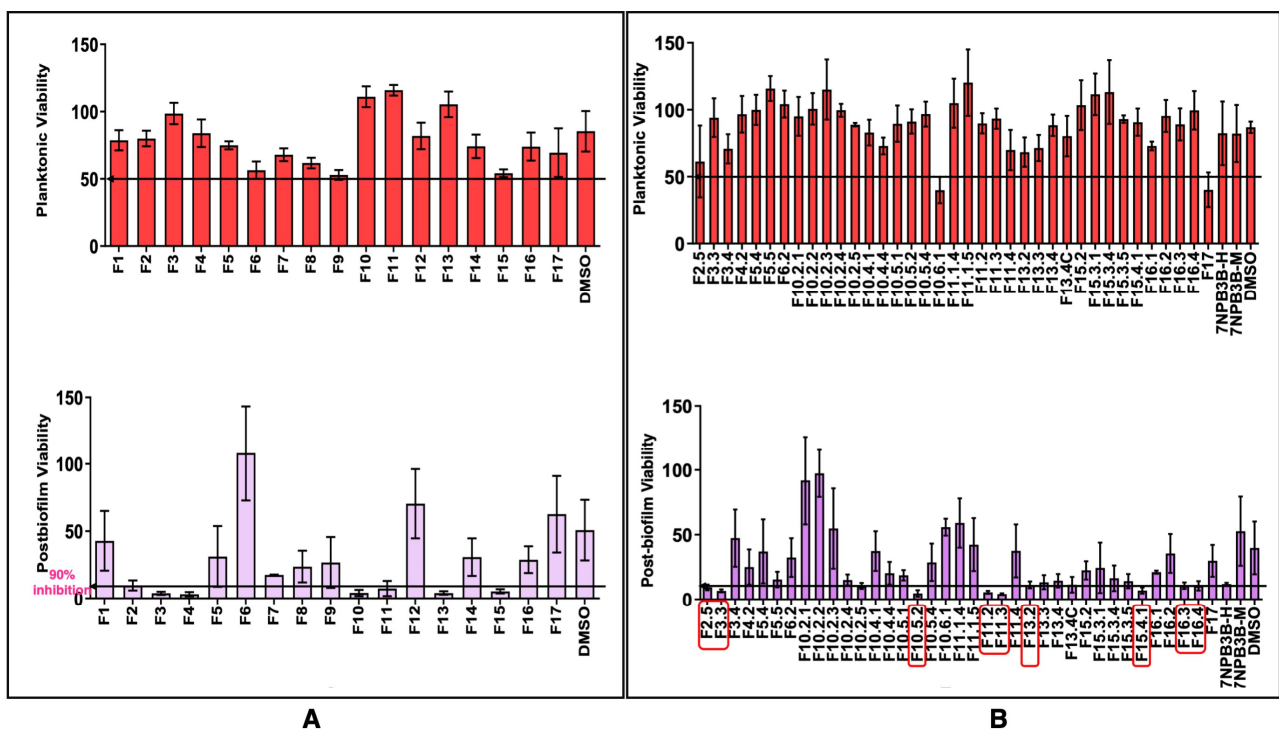 Planktonic Viability
150
100
50
0
F1
F2
F3
F4
F5
F6
F7
F8
F9
F10
F11
F12
F13
F14
F15
F16
F17
DMSO
Postbiofilm Viability
150
100
50
0
90%
inhibition
F1
F2
F3
F4
F5
F6
F7
F8
F9
F10
F11
F12
F13
F14
F15
F16
F17
DMSO
A
Planktonic Viability
150
100
50
0
F2.5
F3.3
F3.4
F4.2
F5.4
F5.5
F6.2
F10.2.1
F10.2.2
F10.2.3
F10.2.4
F10.2.5
F10.4.1
F10.4.4
F10.5.1
F10.5.2
F10.5.4
F10.6.1
F11.1.4
F11.1.5
F11.2
F11.3
F11.4
F13.2
F13.3
F13.4
F13.4C
F15.2
F15.3.1
F15.3.4
F15.3.5
F15.4.1
F16.1
F16.2
F16.3
F16.4
F17
7NPB3B-H
7NPB3B-M
DMSO
Post-biofilm Viability
150
100
50
0
F2.5
F3.3
F3.4
F4.2
F5.4
F5.5
F6.2
F10.2.1
F10.2.2
F10.2.3
F10.2.4
F10.2.5
F10.4.1
F10.4.4
F10.5.1
F10.5.2
F10.5.4
F10.6.1
F11.1.4
F11.1.5
F11.2
F11.3
F11.4
F13.2
F13.3
F13.4
F13.4C
F15.2
F15.3.1
F15.3.4
F15.3.5
F15.4.1
F16.1
F16.2
F16.3
F16.4
F17
7NPB3B-H
7NPB3B-M
DMSO
B